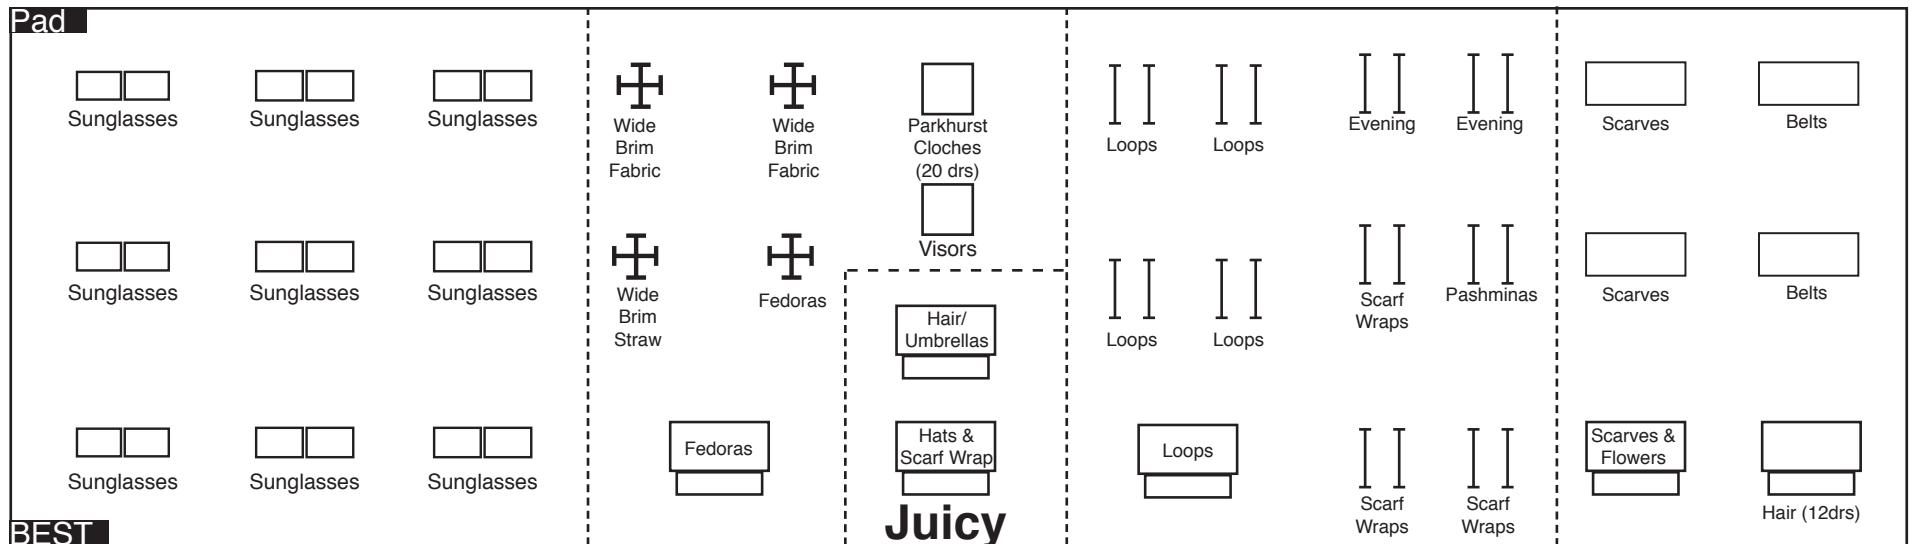 Pad
Sunglasses
Sunglasses
Sunglasses
Wide
Brim
Fabric
Wide
Brim
Fabric
Parkhurst
Cloches
(20 drs)
Loops
Loops
Evening
Evening
Scarves
Belts
Sunglasses
Sunglasses
Sunglasses
Wide
Brim
Straw
Fedoras
Visors
Hair/
Umbrellas
Loops
Loops
Scarf
Wraps
Pashminas
Scarves
Belts
Sunglasses
Sunglasses
Sunglasses
Fedoras
Hats &
Scarf Wrap
Juicy
Loops
Scarf
Wraps
Scarf
Wraps
Scarves &
Flowers
Hair (12drs)
BEST